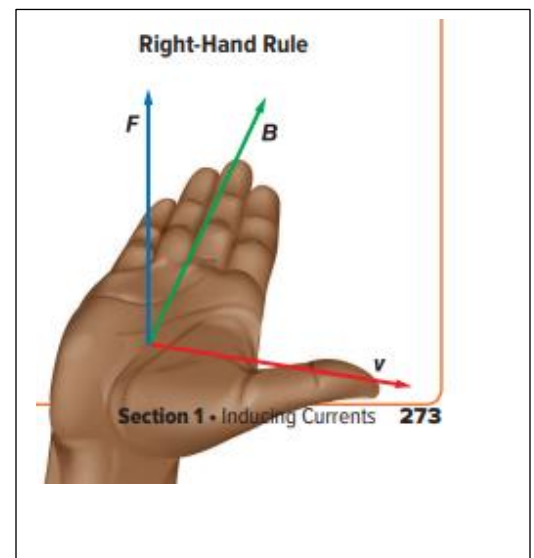 Right-Hand Rule
F
B
v
Section 1 • Inducing Currents 273